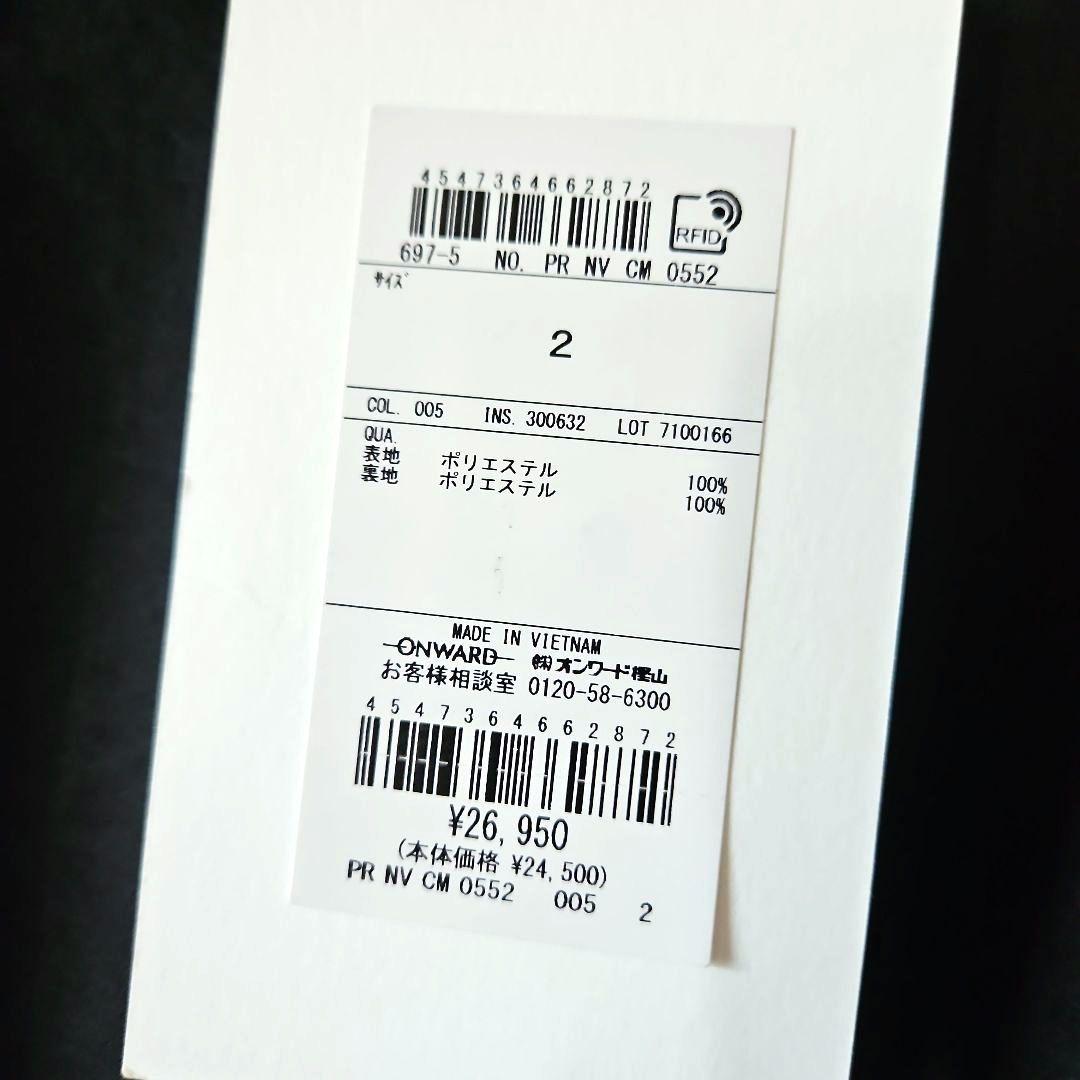 4547364662872
RFID
697-5 NO. PR NV CM 0552
サイズ
2
COL. 005 INS. 300632 LOT 7100166
QUA.
表地 ポリエステル 100%
裏地 ポリエステル 100%
MADE IN VIETNAM
ONWARD ㈱オンワード樫山
お客様相談室 0120-58-6300
4547364662872
¥26,950
(本体価格 ¥24,500)
PR NV CM 0552 005 2